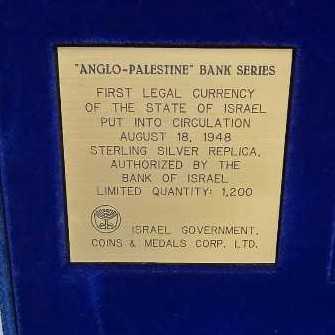 "ANGLO-PALESTINE" BANK SERIES
FIRST LEGAL CURRENCY
OF THE STATE OF ISRAEL
PUT INTO CIRCULATION
AUGUST 18, 1948
STERLING SILVER REPLICA,
AUTHORIZED BY THE
BANK OF ISRAEL
LIMITED QUANTITY: 1,200
ISRAEL GOVERNMENT,
COINS & MEDALS CORP. LTD.